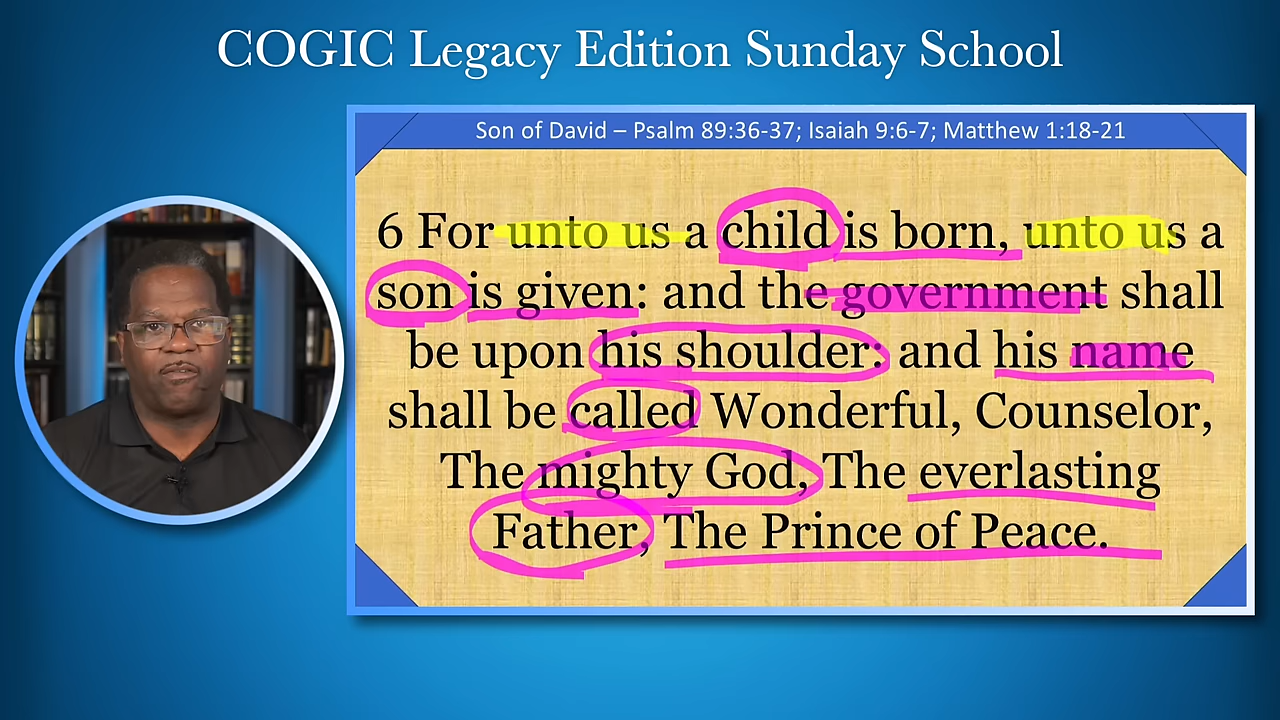 COGIC Legacy Edition Sunday School
Son of David – Psalm 89:36-37; Isaiah 9:6-7; Matthew 1:18-21
6 For unto us a child is born, unto us a
son is given: and the government shall
be upon his shoulder: and his name
shall be called Wonderful, Counselor,
The mighty God, The everlasting
Father, The Prince of Peace.